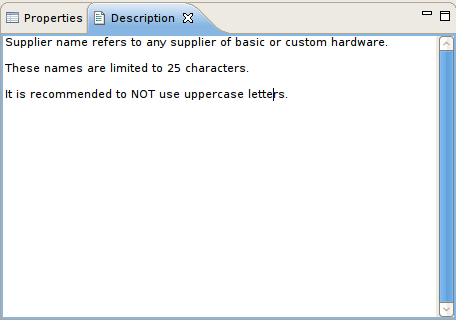 Properties Description
Supplier name refers to any supplier of basic or custom hardware.
These names are limited to 25 characters.
It is recommended to NOT use uppercase letters.